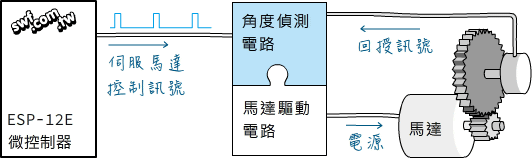 swf.com.tw
ESP-12E
微控制器
伺服馬達
控制訊號
角度偵測
電路
馬達驅動
電路
回授訊號
電源
馬達